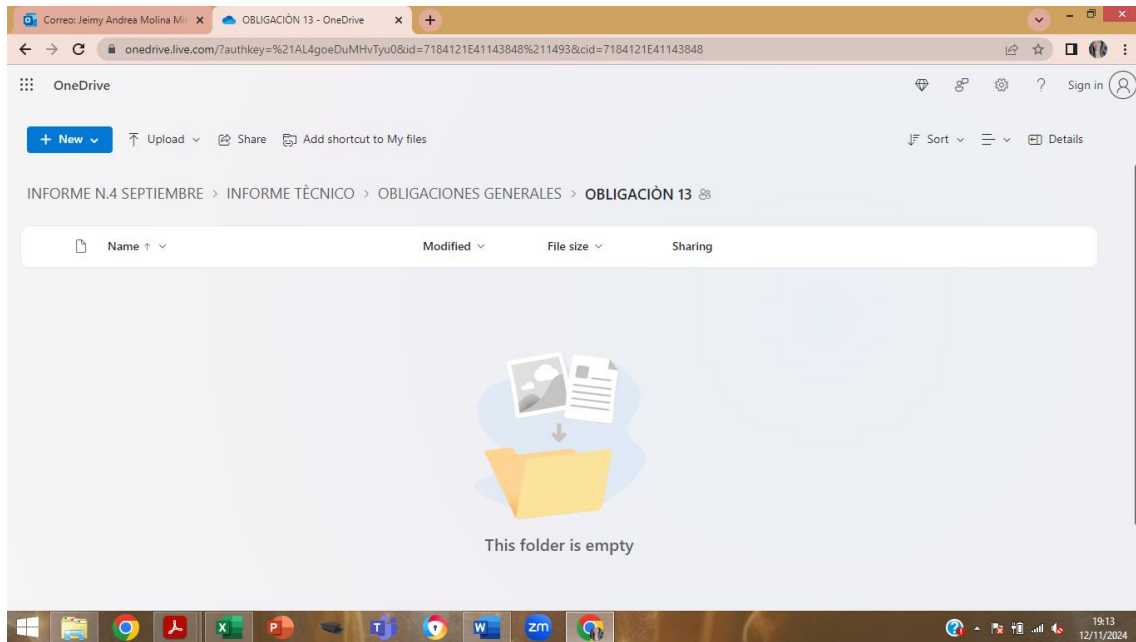 Correo: Jeimy Andrea Molina Mir
OBLIGACIÒN 13 - OneDrive
onedrive.live.com/?authkey=%21AL4goeDuMHvTyu0&id=7184121E41143848%211493&cid=7184121E41143848
OneDrive
? Sign in
+ New Upload Share Add shortcut to My files Sort Details
INFORME N.4 SEPTIEMBRE > INFORME TÈCNICO > OBLIGACIONES GENERALES > OBLIGACIÒN 13
Name ↑ Modified File size Sharing
This folder is empty
zm
19:13
12/11/2024